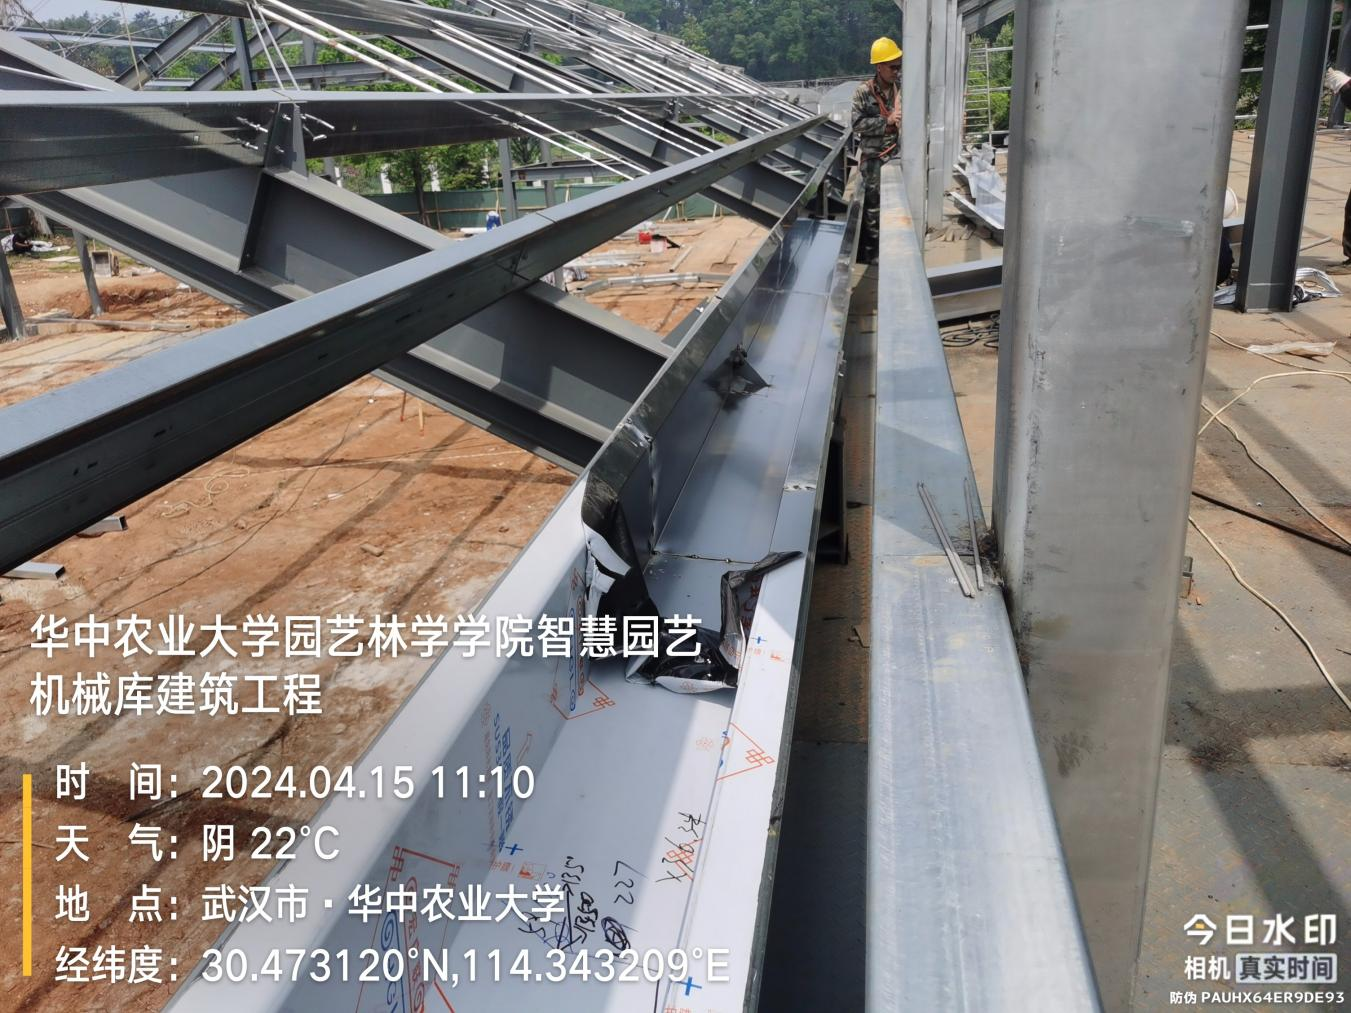 华中农业大学园艺林学学院智慧园艺
机械库建筑工程
时 间：2024.04.15 11:10
天 气：阴 22°C
地 点：武汉市·华中农业大学
经纬度：30.473120°N,114.343209°E
今日水印
相机 真实时间
防伪 PAUHX64ER9DE93